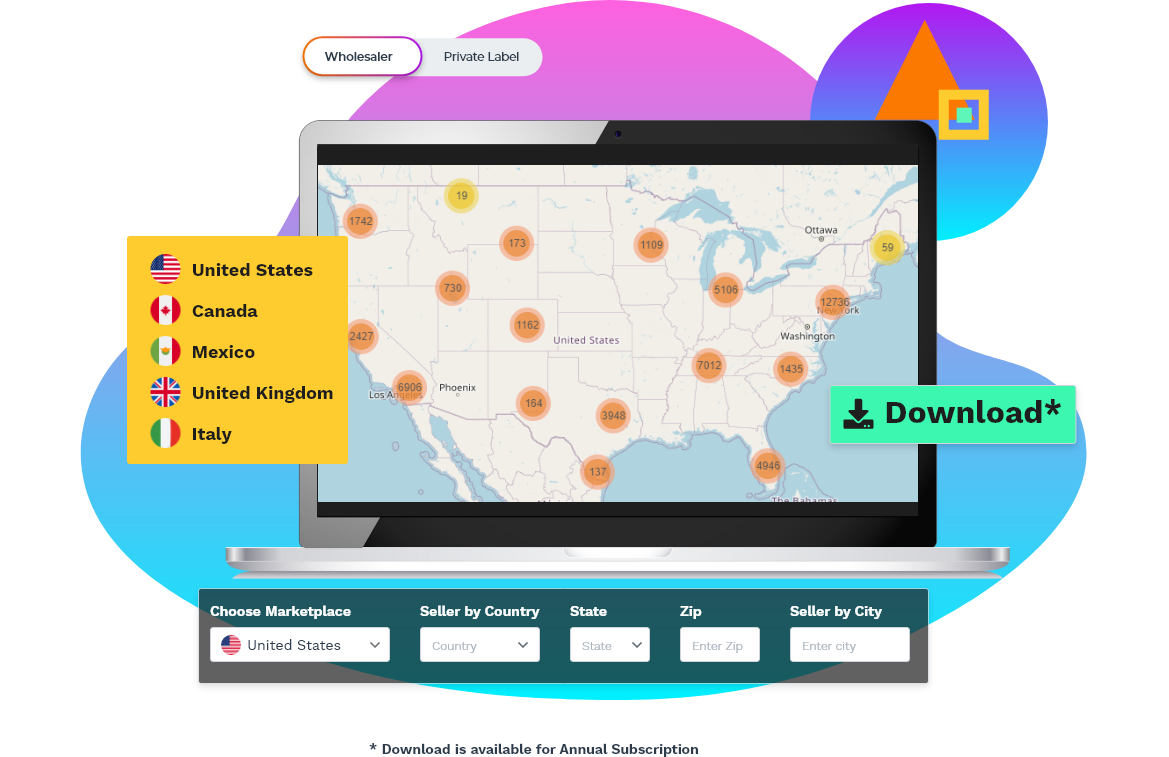 Wholesaler
Private Label
19
1742
173
1109
Ottawa
59
730
5106
12736
New York
1162
2427
United States
Washington
7012
1435
6906
Los Angeles
Phoenix
164
3948
137
4946
The Bahamas
United States
Canada
Mexico
United Kingdom
Italy
Download*
Choose Marketplace
Seller by Country
State
Zip
Seller by City
United States
Country
State
Enter Zip
Enter city
* Download is available for Annual Subscription